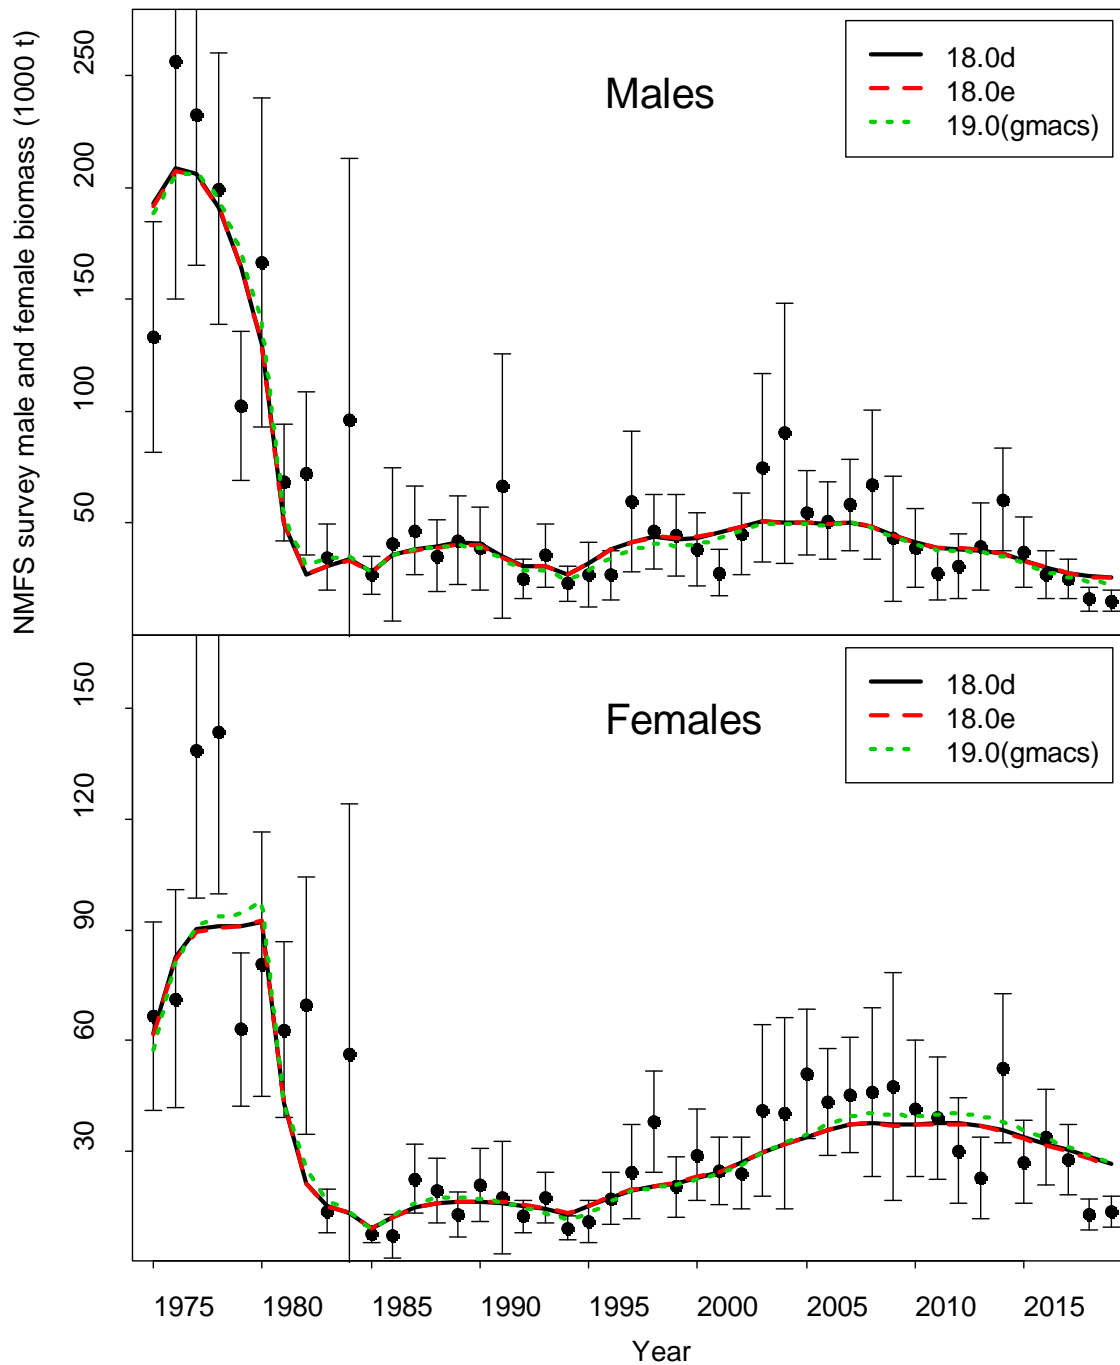 NMFS survey male and female biomass (1000 t)
250
200
150
100
50
Males
18.0d
18.0e
19.0(gmacs)
150
120
90
60
30
Females
18.0d
18.0e
19.0(gmacs)
1975 1980 1985 1990 1995 2000 2005 2010 2015
Year